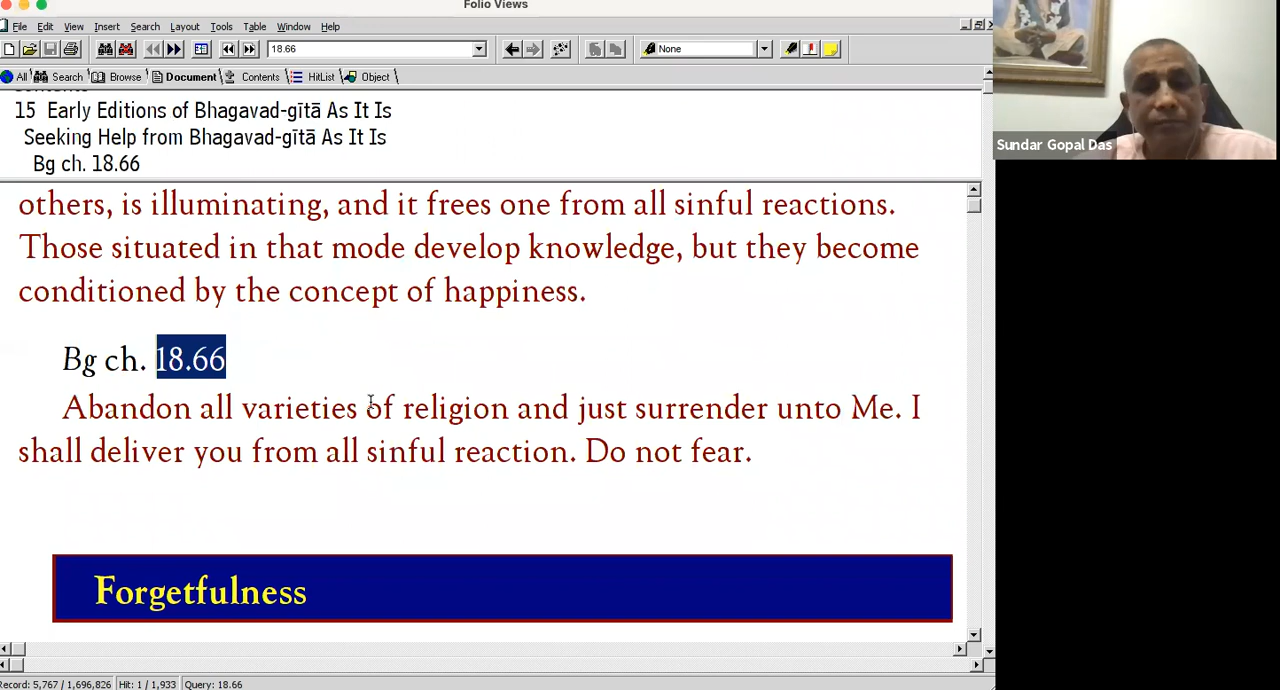 Folio Views
File Edit View Insert Search Layout Tools Table Window Help
18.66 None
All Search Browse Document Contents HitList Object
15 Early Editions of Bhagavad-gītā As It Is
Seeking Help from Bhagavad-gītā As It Is
Bg ch. 18.66
others, is illuminating, and it frees one from all sinful reactions.
Those situated in that mode develop knowledge, but they become
conditioned by the concept of happiness.
Bg ch. 18.66
Abandon all varieties of religion and just surrender unto Me. I
shall deliver you from all sinful reaction. Do not fear.
Forgetfulness
Record: 5,767 / 1,696,826 Hit: 1 / 1,933 Query: 18.66
Sundar Gopal Das